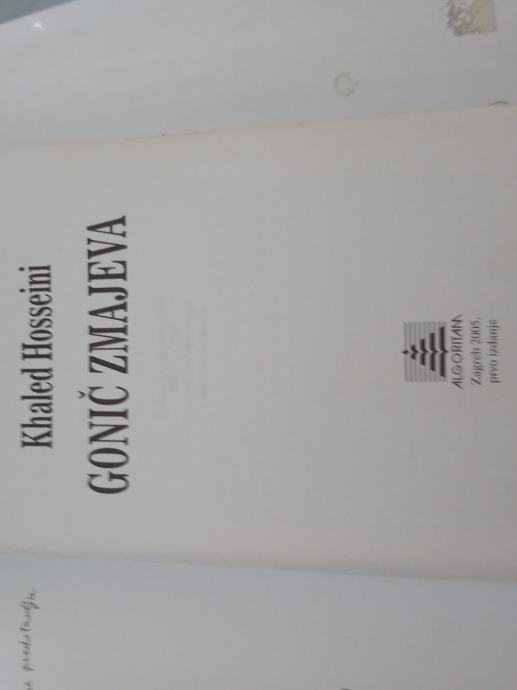 Khaled Hosseini
GONIČ ZMAJEVA
ALGORITAM
Zagreb 2005.
prvo izdanje